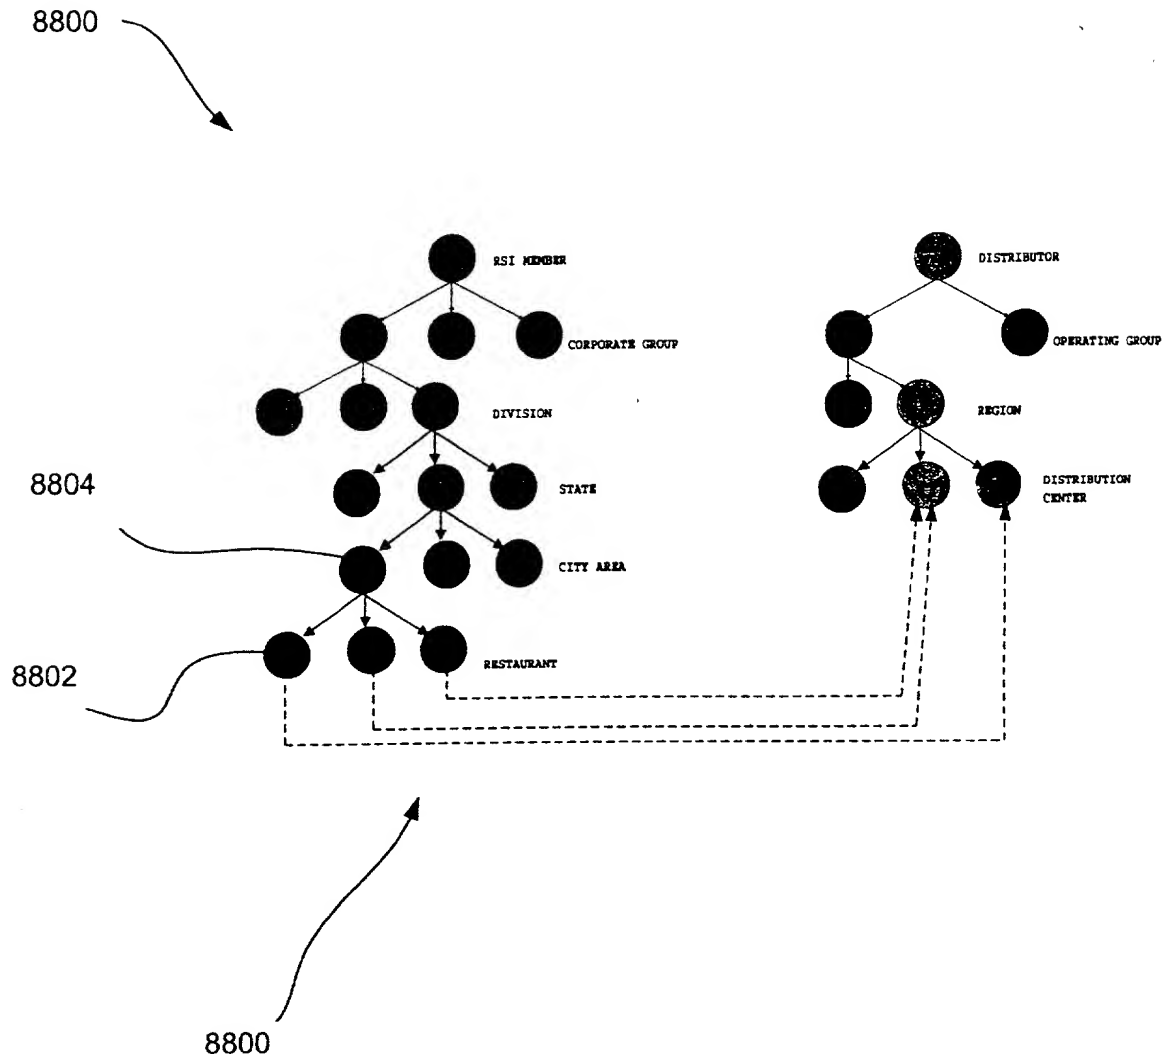 8800
RSI MEMBER
DISTRIBUTOR
CORPORATE GROUP
OPERATING GROUP
DIVISION
REGION
8804
STATE
DISTRIBUTION
CENTER
CITY AREA
8802
RESTAURANT
8800